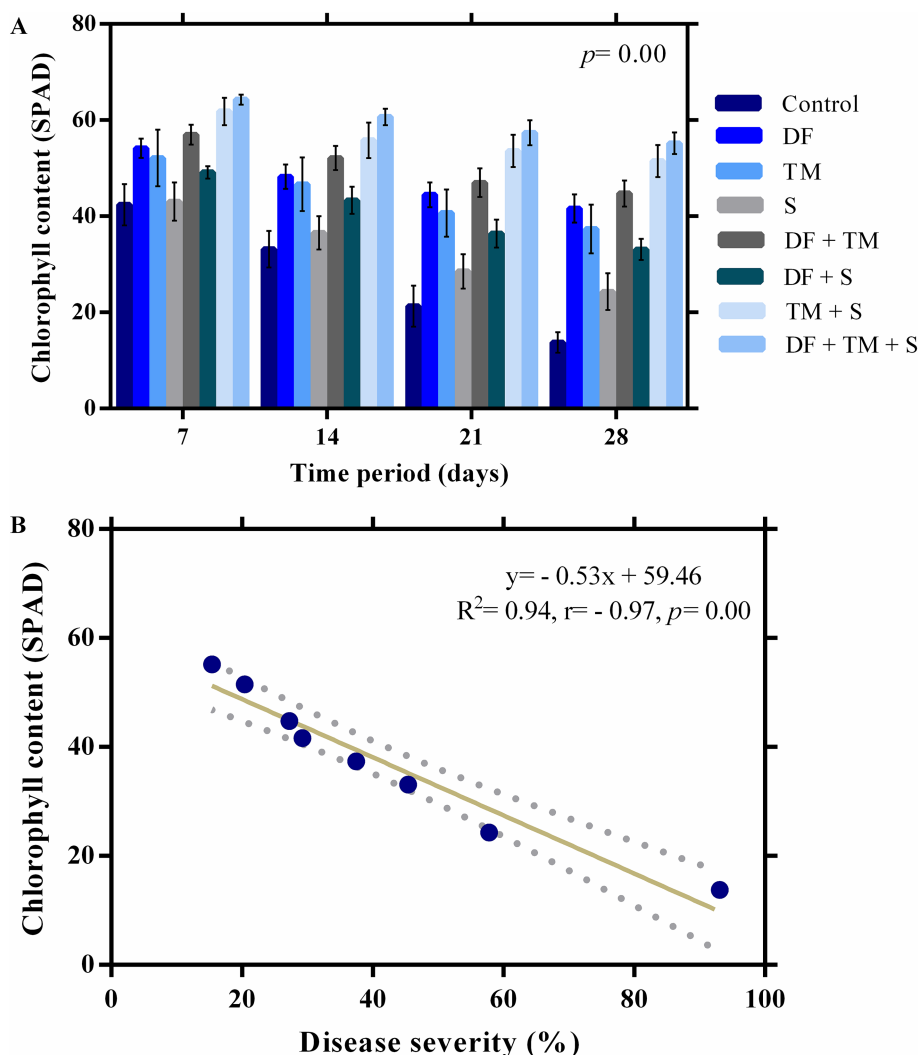 A
Chlorophyll content (SPAD)
80
60
40
20
0
p= 0.00
7
14
21
28
Time period (days)
Control
DF
TM
S
DF + TM
DF + S
TM + S
DF + TM + S
B
Chlorophyll content (SPAD)
80
60
40
20
0
y= - 0.53x + 59.46
R²= 0.94, r= - 0.97, p= 0.00
0
20
40
60
80
100
Disease severity (%)